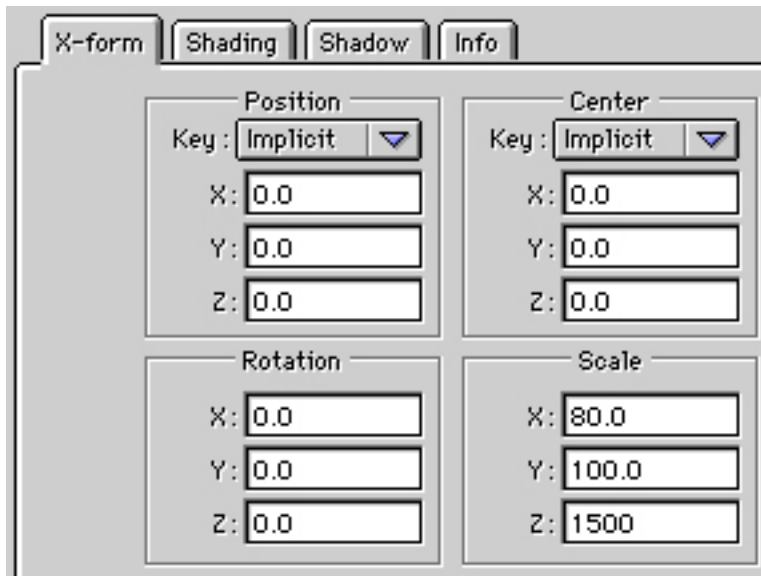 X-form Shading Shadow Info
Position
Key : Implicit
X: 0.0
Y: 0.0
Z: 0.0
Center
Key : Implicit
X: 0.0
Y: 0.0
Z: 0.0
Rotation
X: 0.0
Y: 0.0
Z: 0.0
Scale
X: 80.0
Y: 100.0
Z: 1500